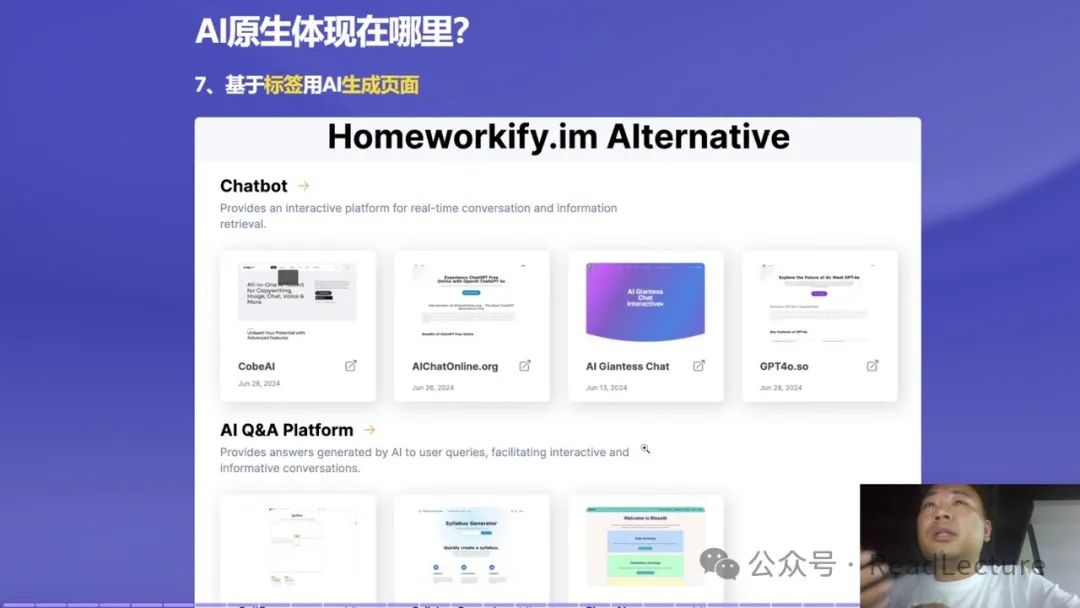 AI原生体现在哪里？
7、基于标签用AI生成页面
Homeworkify.im Alternative
Chatbot →
Provides an interactive platform for real-time conversation and information
retrieval.
All-in-One AI Toolkit
for Copywriting,
Image, Chat, Voice &
More
Unleash Your Potential with
Advanced Features
CobeAI
Jun 28, 2024
Experience ChatGPT Free
Online with OpenAI ChatGPT 4o
AIChatOnline.org
Jun 26, 2024
AI Giantess
Chat
Interactive
AI Giantess Chat
Jun 13, 2024
Explore the Future of AI: Meet GPT-4o
GPT4o.so
Jun 28, 2024
AI Q&A Platform →
Provides answers generated by AI to user queries, facilitating interactive and
informative conversations.
Syllabus Generator
Quickly create a syllabus.
公众号 · ReadLecture